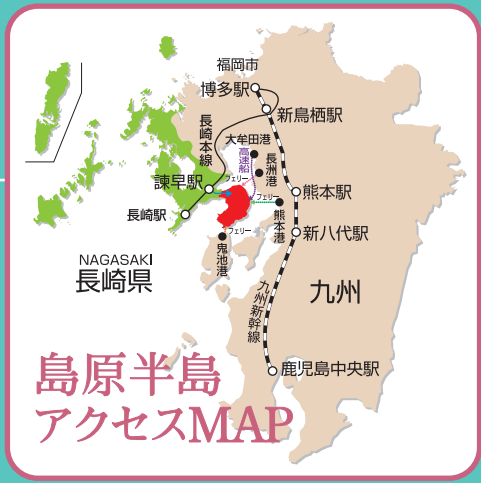 福岡市
博多駅
新鳥栖駅
長崎本線
大牟田港
高速船
長洲港
フェリー
諫早駅
熊本駅
フェリー
長崎駅
熊本港
新八代駅
フェリー
鬼池港
NAGASAKI
長崎県
九州
九州新幹線
鹿児島中央駅
島原半島
アクセスMAP